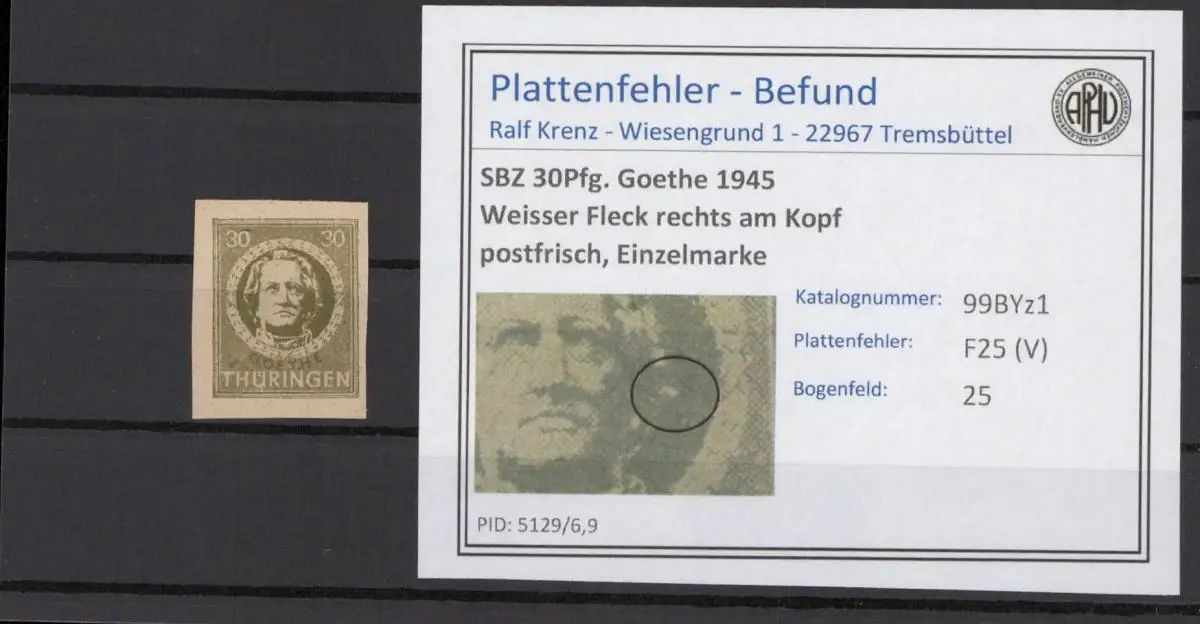 30 30
GOETHE
THÜRINGEN
Plattenfehler - Befund
Ralf Krenz - Wiesengrund 1 - 22967 Tremsbüttel
APHV
SBZ 30Pfg. Goethe 1945
Weisser Fleck rechts am Kopf
postfrisch, Einzelmarke
Katalognummer: 99BYz1
Plattenfehler: F25 (V)
Bogenfeld: 25
PID: 5129/6,9